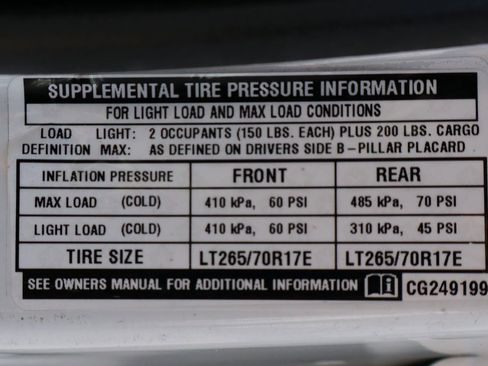 SUPPLEMENTAL TIRE PRESSURE INFORMATION
FOR LIGHT LOAD AND MAX LOAD CONDITIONS
LOAD LIGHT: 2 OCCUPANTS (150 LBS. EACH) PLUS 200 LBS. CARGO
DEFINITION MAX: AS DEFINED ON DRIVERS SIDE B-PILLAR PLACARD
INFLATION PRESSURE FRONT REAR
MAX LOAD (COLD) 410 kPa, 60 PSI 485 kPa, 70 PSI
LIGHT LOAD (COLD) 410 kPa, 60 PSI 310 kPa, 45 PSI
TIRE SIZE LT265/70R17E LT265/70R17E
SEE OWNERS MANUAL FOR ADDITIONAL INFORMATION CG249199